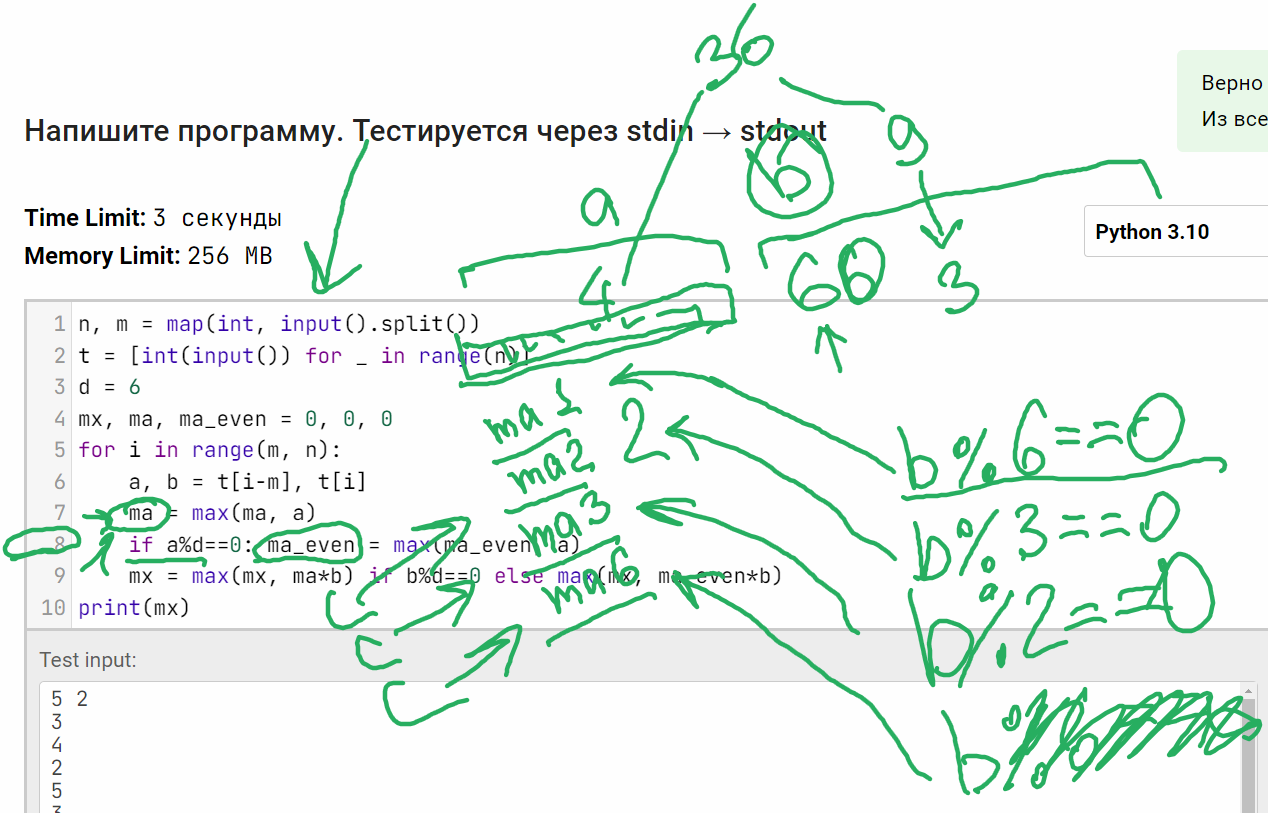 36
Верно
Из все
Напишите программу. Тестируется через stdin → stdout
9
6
a
Time Limit: 3 секунды
Memory Limit: 256 MB
Python 3.10
4
66
3
1 n, m = map(int, input().split())
2 t = [int(input()) for _ in range(n)]
3 d = 6
4 mx, ma, ma_even = 0, 0, 0
5 for i in range(m, n):
6 a, b = t[i-m], t[i]
7 ma = max(ma, a)
8 if a%d==0: ma_even = max(ma_even, a)
9 mx = max(mx, ma*b) if b%d==0 else max(mx, ma_even*b)
10 print(mx)
ma 1
ma2
ma3
ma6
2
b%6==0
b%3==0
b%2==0
b%
Test input:
5 2
3
4
2
5
3